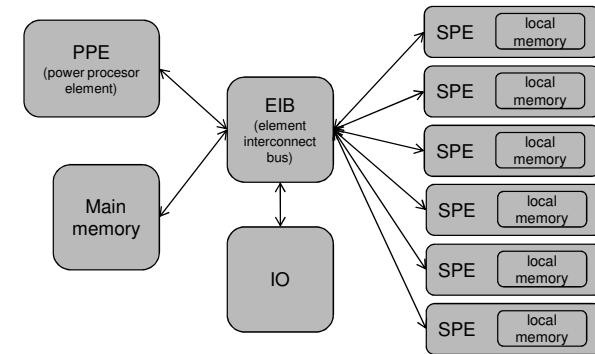 PPE
(power procesor
element)
Main
memory
EIB
(element
interconnect
bus)
IO
SPE
local
memory
SPE
local
memory
SPE
local
memory
SPE
local
memory
SPE
local
memory
SPE
local
memory